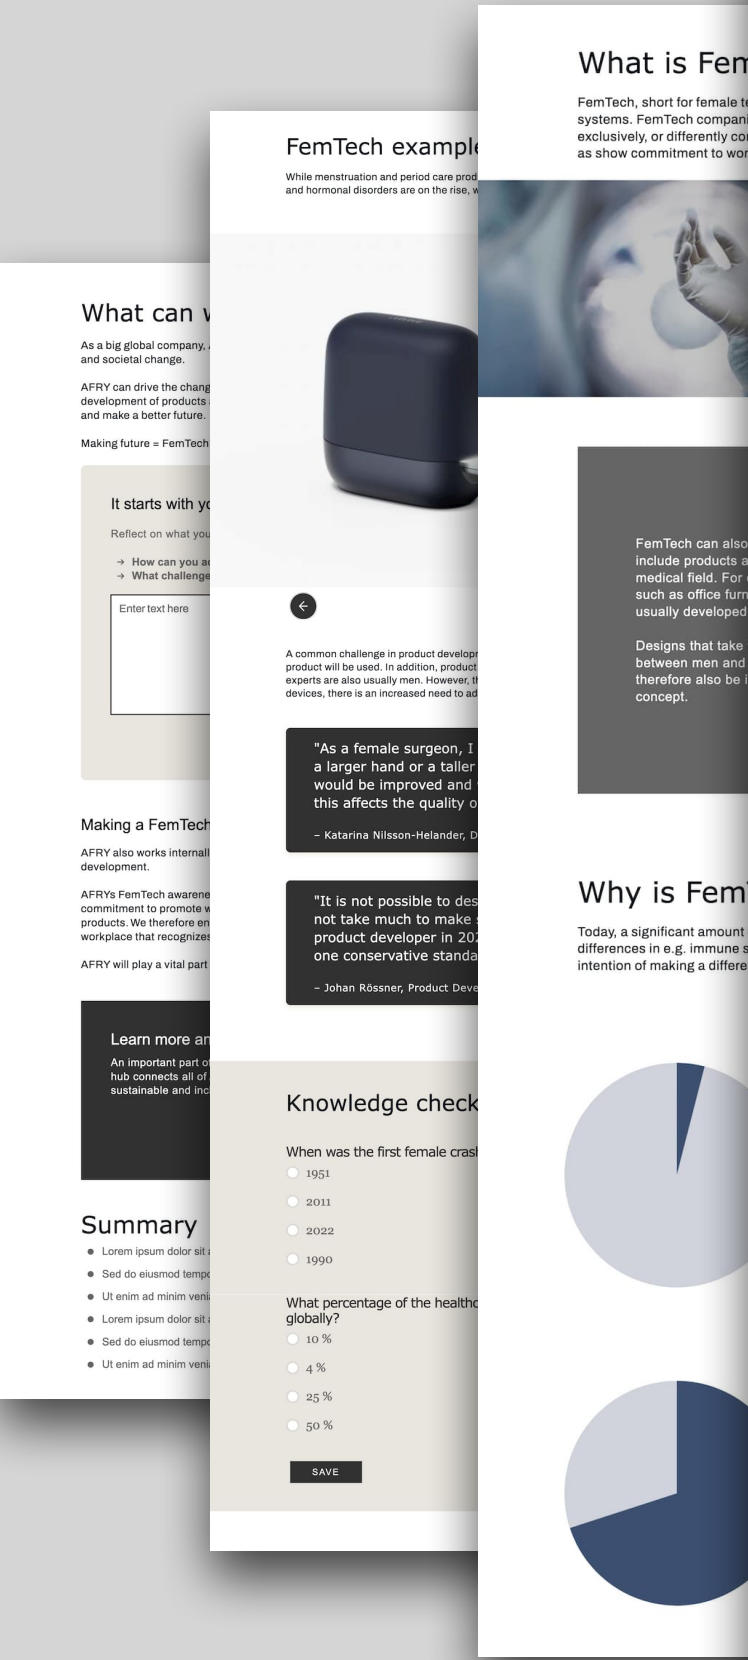 What can
As a big global company,
and societal change.
AFRY can drive the chang
development of products
and make a better future.
Making future = FemTech
It starts with yo
Reflect on what you
→ How can you a
→ What challenge
Enter text here
Making a FemTech
AFRY also works internall
development.
AFRYs FemTech awarene
commitment to promote w
products. We therefore en
workplace that recognizes
AFRY will play a vital part
Learn more an
An important part of
hub connects all of
sustainable and incl
Summary
Lorem ipsum dolor sit a
Sed do eiusmod tempo
Ut enim ad minim venia
Lorem ipsum dolor sit a
Sed do eiusmod tempo
Ut enim ad minim venia
FemTech example
While menstruation and period care prod
and hormonal disorders are on the rise, w
A common challenge in product developm
product will be used. In addition, product
experts are also usually men. However, th
devices, there is an increased need to ad
"As a female surgeon, I
a larger hand or a taller
would be improved and
this affects the quality o
– Katarina Nilsson-Helander, D
"It is not possible to des
not take much to make s
product developer in 202
one conservative standa
– Johan Rössner, Product Deve
Knowledge check
When was the first female crash
1951
2011
2022
1990
What percentage of the healthc
globally?
10 %
4 %
25 %
50 %
SAVE
What is Fem
FemTech, short for female te
systems. FemTech compani
exclusively, or differently co
as show commitment to wor
FemTech can also
include products a
medical field. For
such as office furn
usually developed
Designs that take
between men and
therefore also be i
concept.
Why is Fem
Today, a significant amount
differences in e.g. immune s
intention of making a differe